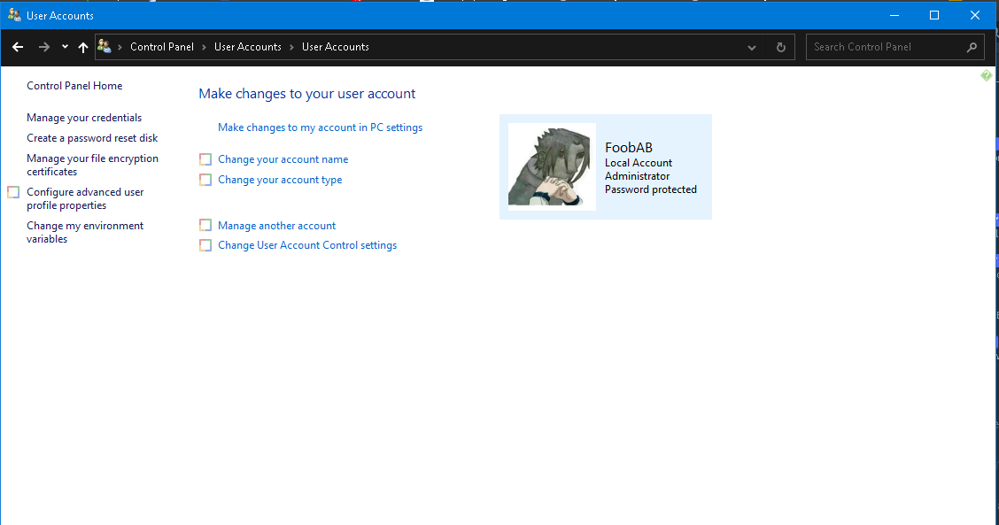 User Accounts
Control Panel > User Accounts > User Accounts
Search Control Panel
Control Panel Home
Manage your credentials
Create a password reset disk
Manage your file encryption
certificates
Configure advanced user
profile properties
Change my environment
variables
Make changes to your user account
Make changes to my account in PC settings
Change your account name
Change your account type
Manage another account
Change User Account Control settings
FoobAB
Local Account
Administrator
Password protected